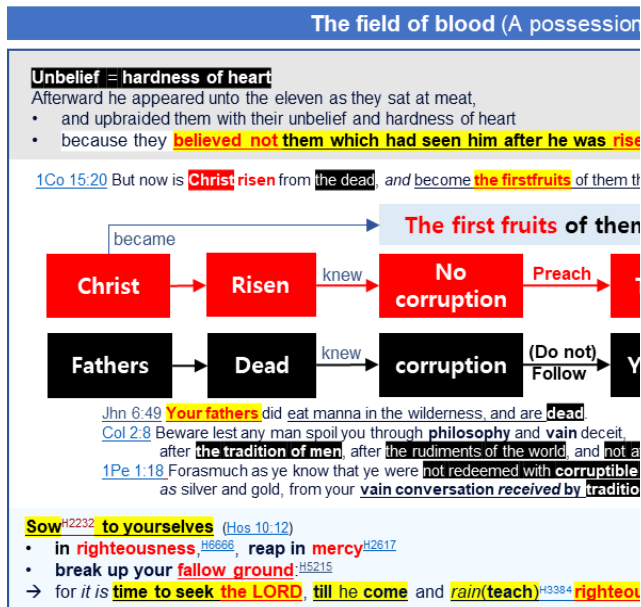 The field of blood (A possession
Unbelief = hardness of heart
Afterward he appeared unto the eleven as they sat at meat,
• and upbraided them with their unbelief and hardness of heart
• because they believed not them which had seen him after he was rise
1Co 15:20 But now is Christ risen from the dead, and become the firstfruits of them th
The first fruits of them
became
Christ
Risen
knew
No corruption
Preach
T
Fathers
Dead
knew
corruption
(Do not) Follow
Y
Jhn 6:49 Your fathers did eat manna in the wilderness, and are dead.
Col 2:8 Beware lest any man spoil you through philosophy and vain deceit,
after the tradition of men, after the rudiments of the world, and not a
1Pe 1:18 Forasmuch as ye know that ye were not redeemed with corruptible
as silver and gold, from your vain conversation received by tradition
Sow H2232 to yourselves (Hos 10:12)
• in righteousness, H6666, reap in mercy H2617
• break up your fallow ground: H5215
→ for it is time to seek the LORD, till he come and rain(teach) H3384 righteou